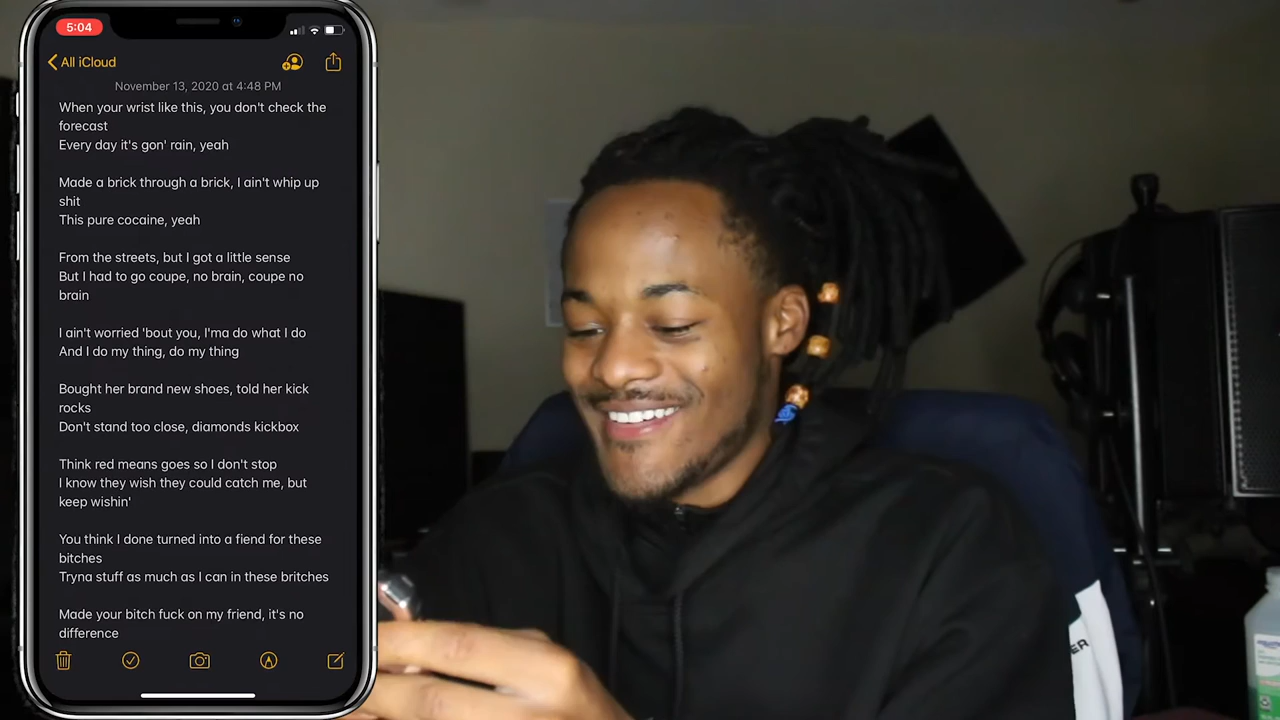 5:04
All iCloud
November 13, 2020 at 4:48 PM
When your wrist like this, you don't check the
forecast
Every day it's gon' rain, yeah
Made a brick through a brick, I ain't whip up
shit
This pure cocaine, yeah
From the streets, but I got a little sense
But I had to go coupe, no brain, coupe no
brain
I ain't worried 'bout you, I'ma do what I do
And I do my thing, do my thing
Bought her brand new shoes, told her kick
rocks
Don't stand too close, diamonds kickbox
Think red means goes so I don't stop
I know they wish they could catch me, but
keep wishin'
You think I done turned into a fiend for these
bitches
Tryna stuff as much as I can in these britches
Made your bitch fuck on my friend, it's no
difference
ER